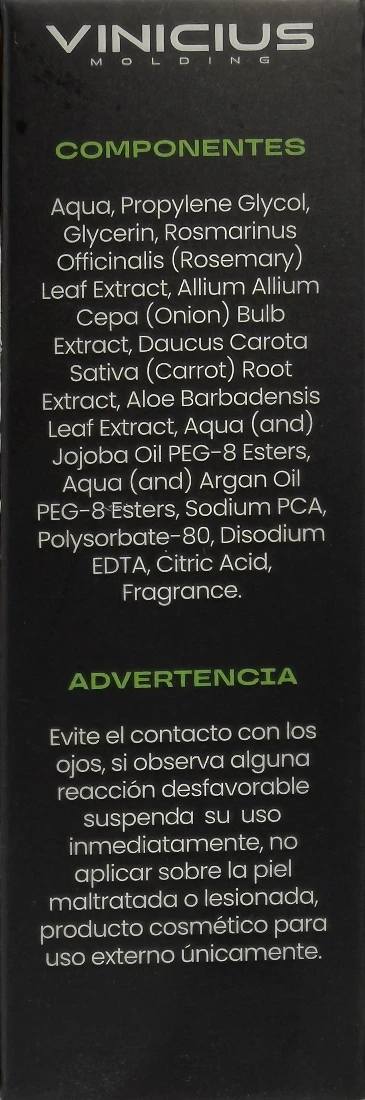 VINICIUS
MOLDING
COMPONENTES
Aqua, Propylene Glycol,
Glycerin, Rosmarinus
Officinalis (Rosemary)
Leaf Extract, Allium Allium
Cepa (Onion) Bulb
Extract, Daucus Carota
Sativa (Carrot) Root
Extract, Aloe Barbadensis
Leaf Extract, Aqua (and)
Jojoba Oil PEG-8 Esters,
Aqua (and) Argan Oil
PEG-8 Esters, Sodium PCA,
Polysorbate-80, Disodium
EDTA, Citric Acid,
Fragrance.
ADVERTENCIA
Evite el contacto con los
ojos, si observa alguna
reacción desfavorable
suspenda su uso
inmediatamente, no
aplicar sobre la piel
maltratada o lesionada,
producto cosmético para
uso externo únicamente.